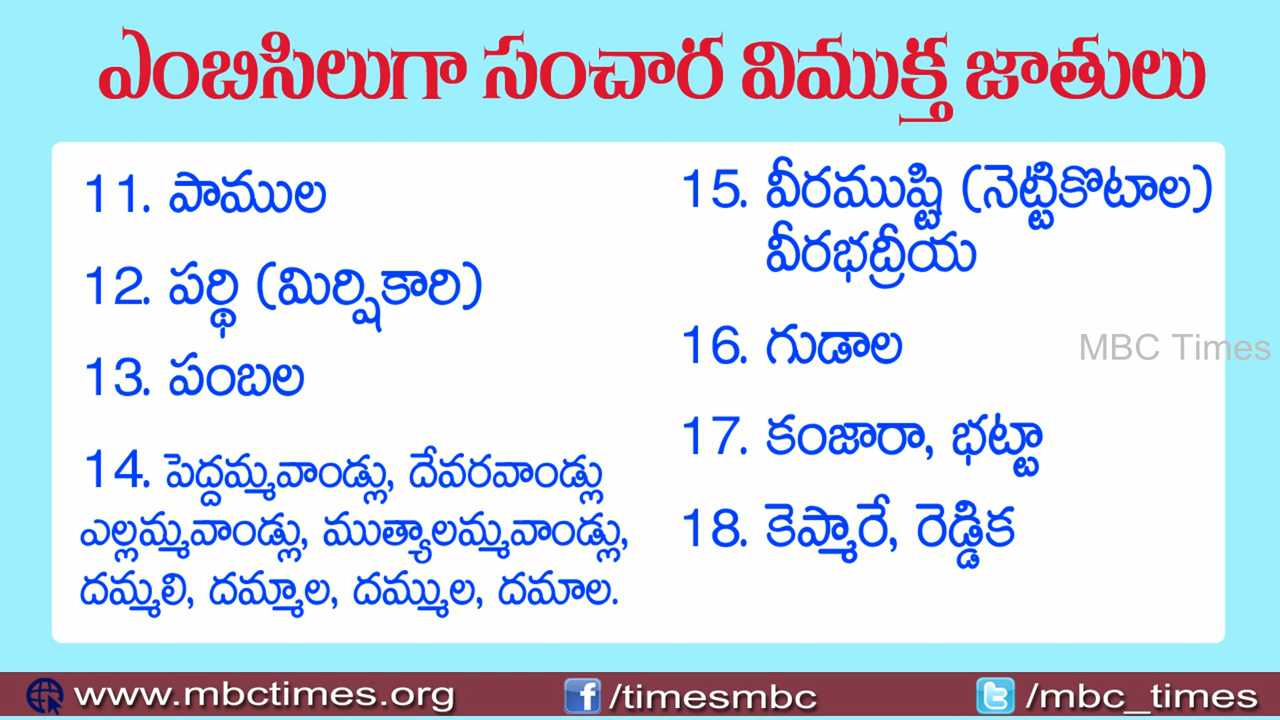 ఎంబిసిలుగా సంచార విముక్త జాతులు
11. పాముల
12. పర్థి (మిర్షికారి)
13. పంబల
14. పెద్దమ్మవాండ్లు, దేవరవాండ్లు
ఎల్లమ్మవాండ్లు, ముత్యాలమ్మవాండ్లు,
దమ్మలి, దమ్మాల, దమ్ముల, దమాల.
15. వీరముష్టి (నెట్టికొటాల)
వీరభద్రీయ
16. గుడాల
17. కంజారా, భట్టా
18. కెప్మారే, రెడ్డిక
MBC Times
www.mbctimes.org
/timesmbc
/mbc_times